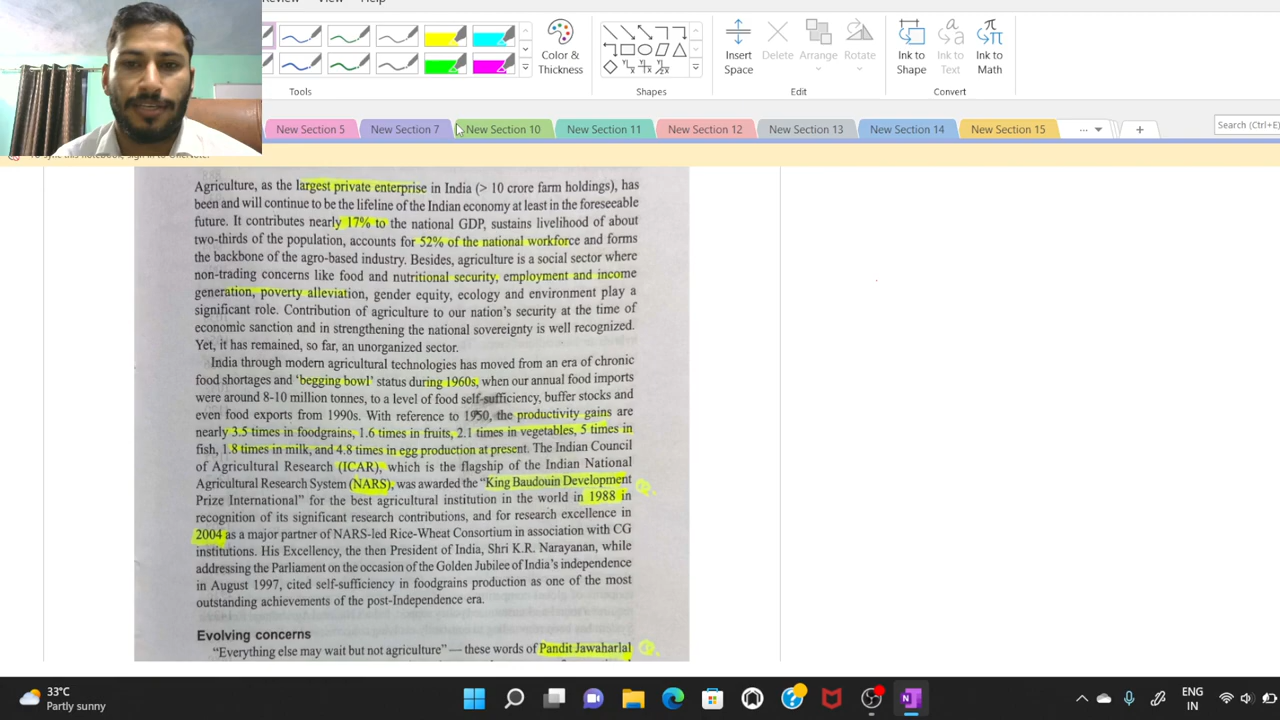 View
Help
Color &
Thickness
Insert
Space
Delete
Arrange
Rotate
Ink to
Shape
Ink to
Text
Ink to
Math
Tools
Shapes
Edit
Convert
New Section 5
New Section 7
New Section 10
New Section 11
New Section 12
New Section 13
New Section 14
New Section 15
...
Search (Ctrl+E)
Agriculture, as the largest private enterprise in India (> 10 crore farm holdings), has
been and will continue to be the lifeline of the Indian economy at least in the foreseeable
future. It contributes nearly 17% to the national GDP, sustains livelihood of about
two-thirds of the population, accounts for 52% of the national workforce and forms
the backbone of the agro-based industry. Besides, agriculture is a social sector where
non-trading concerns like food and nutritional security, employment and income
generation, poverty alleviation, gender equity, ecology and environment play a
significant role. Contribution of agriculture to our nation's security at the time of
economic sanction and in strengthening the national sovereignty is well recognized.
Yet, it has remained, so far, an unorganized sector.
India through modern agricultural technologies has moved from an era of chronic
food shortages and 'begging bowl' status during 1960s, when our annual food imports
were around 8-10 million tonnes, to a level of food self-sufficiency, buffer stocks and
even food exports from 1990s. With reference to 1950, the productivity gains are
nearly 3.5 times in foodgrains, 1.6 times in fruits, 2.1 times in vegetables, 5 times in
fish, 1.8 times in milk, and 4.8 times in egg production at present. The Indian Council
of Agricultural Research (ICAR), which is the flagship of the Indian National
Agricultural Research System (NARS), was awarded the "King Baudouin Development
Prize International" for the best agricultural institution in the world in 1988 in
recognition of its significant research contributions, and for research excellence in
2004 as a major partner of NARS-led Rice-Wheat Consortium in association with CG
institutions. His Excellency, the then President of India, Shri K.R. Narayanan, while
addressing the Parliament on the occasion of the Golden Jubilee of India's independence
in August 1997, cited self-sufficiency in foodgrains production as one of the most
outstanding achievements of the post-Independence era.
Evolving concerns
"Everything else may wait but not agriculture" — these words of Pandit Jawaharlal
33°C
Partly sunny
ENG
IN